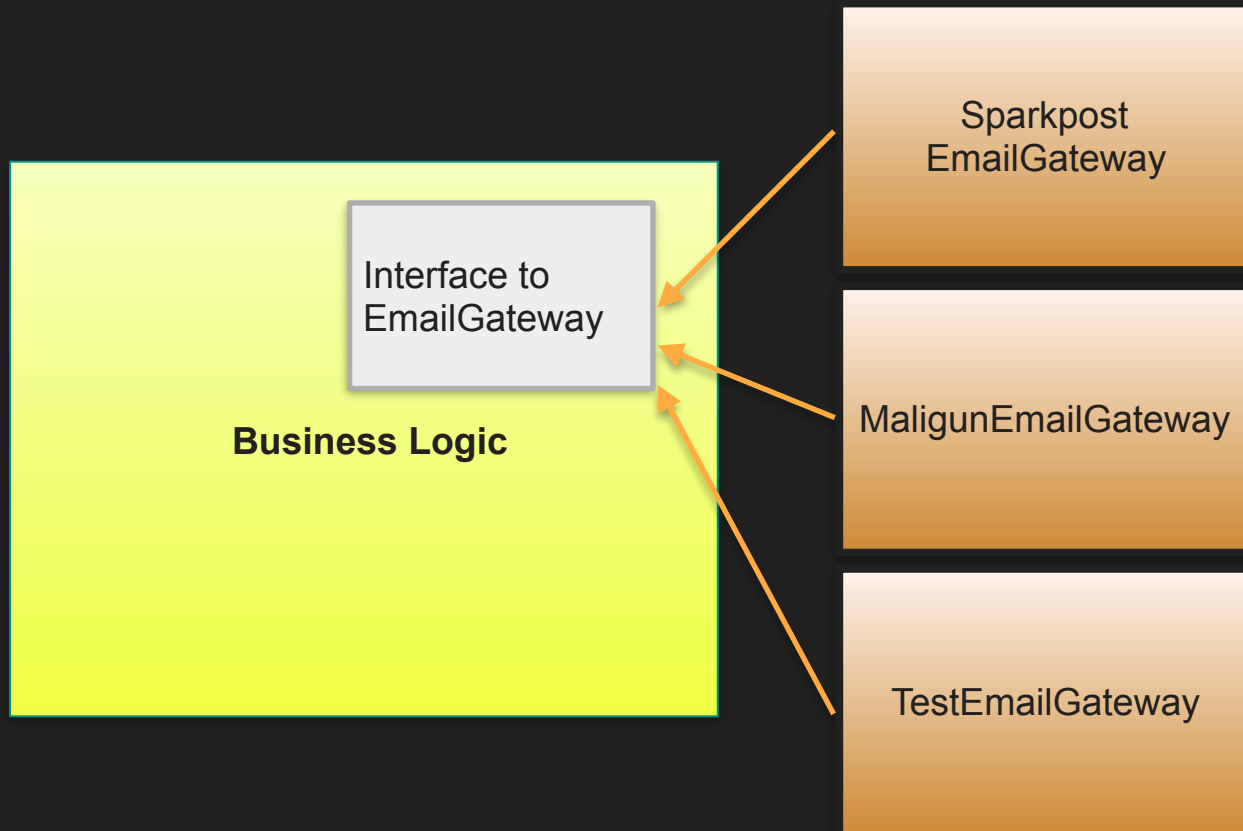 Sparkpost
EmailGateway
Interface to
EmailGateway
MaligunEmailGateway
Business Logic
TestEmailGateway